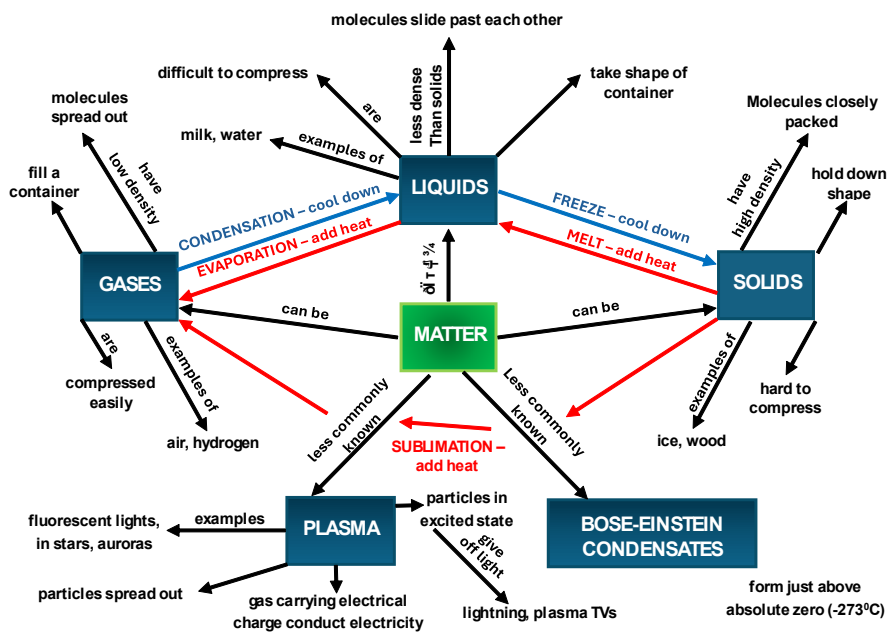 molecules slide past each other
difficult to compress
are
less dense
Than solids
take shape of
container
molecules
spread out
milk, water
examples of
Molecules closely
packed
have
low density
fill a
container
LIQUIDS
have
high density
hold down
shape
CONDENSATION – cool down
EVAPORATION – add heat
FREEZE – cool down
MELT – add heat
GASES
SOLIDS
can be
MATTER
can be
are
compressed
easily
examples of
air, hydrogen
examples of
ice, wood
hard to
compress
less commonly
known
Less commonly
known
SUBLIMATION –
add heat
PLASMA
particles in
excited state
BOSE-EINSTEIN
CONDENSATES
examples
fluorescent lights,
in stars, auroras
give
off light
particles spread out
gas carrying electrical
charge conduct electricity
lightning, plasma TVs
form just above
absolute zero (-273⁰C)